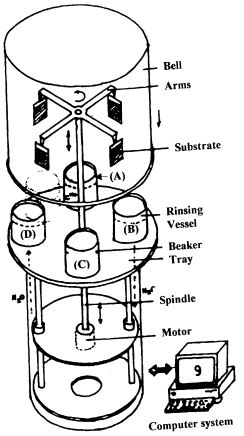 Bell
Arms
Substrate
(A)
(D)
(B)
Rinsing
Vessel
(C)
Beaker
Tray
Spindle
Motor
9
Computer system